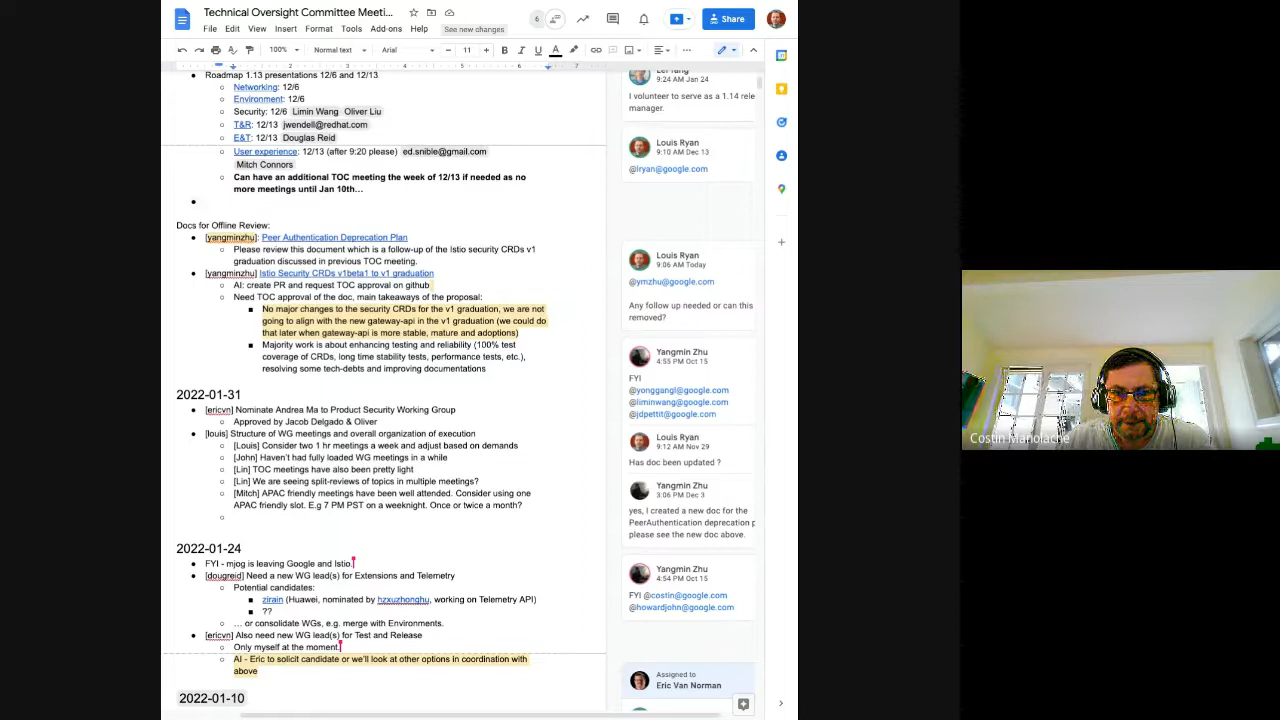 Technical Oversight Committee Meeti...
File Edit View Insert Format Tools Add-ons Help See new changes
6
Share
100% Normal text Arial 11
2 3 4 5 6 7
Roadmap 1.13 presentations 12/6 and 12/13
Networking: 12/6
Environment: 12/6
Security: 12/6 Limin Wang Oliver Liu
T&R: 12/13 jwendell@redhat.com
E&T: 12/13 Douglas Reid
User experience: 12/13 (after 9:20 please) ed.snible@gmail.com
Mitch Connors
Can have an additional TOC meeting the week of 12/13 if needed as no
more meetings until Jan 10th…
Docs for Offline Review:
[yangminzhu]: Peer Authentication Deprecation Plan
Please review this document which is a follow-up of the Istio security CRDs v1
graduation discussed in previous TOC meeting.
[yangminzhu] Istio Security CRDs v1beta1 to v1 graduation
AI: create PR and request TOC approval on github
Need TOC approval of the doc, main takeaways of the proposal:
No major changes to the security CRDs for the v1 graduation, we are not
going to align with the new gateway-api in the v1 graduation (we could do
that later when gateway-api is more stable, mature and adoptions)
Majority work is about enhancing testing and reliability (100% test
coverage of CRDs, long time stability tests, performance tests, etc.),
resolving some tech-debts and improving documentations
2022-01-31
[ericvn] Nominate Andrea Ma to Product Security Working Group
Approved by Jacob Delgado & Oliver
[louis] Structure of WG meetings and overall organization of execution
[Louis] Consider two 1 hr meetings a week and adjust based on demands
[John] Haven't had fully loaded WG meetings in a while
[Lin] TOC meetings have also been pretty light
[Lin] We are seeing split-reviews of topics in multiple meetings?
[Mitch] APAC friendly meetings have been well attended. Consider using one
APAC friendly slot. E.g 7 PM PST on a weeknight. Once or twice a month?
2022-01-24
FYI - mjog is leaving Google and Istio.
[dougreid] Need a new WG lead(s) for Extensions and Telemetry
Potential candidates:
zirain (Huawei, nominated by hzxuzhonghu, working on Telemetry API)
??
… or consolidate WGs, e.g. merge with Environments.
[ericvn] Also need new WG lead(s) for Test and Release
Only myself at the moment.
AI - Eric to solicit candidate or we'll look at other options in coordination with
above
2022-01-10
9:24 AM Jan 24
I volunteer to serve as a 1.14 rele
manager.
Louis Ryan
9:10 AM Dec 13
@lryan@google.com
Louis Ryan
9:06 AM Today
@ymzhu@google.com
Any follow up needed or can this
removed?
Yangmin Zhu
4:55 PM Oct 15
FYI
@yonggangl@google.com
@liminwang@google.com
@jdpettit@google.com
Louis Ryan
9:12 AM Nov 29
Has doc been updated ?
Yangmin Zhu
3:06 PM Dec 3
yes, I created a new doc for the
PeerAuthentication deprecation p
please see the new doc above.
Yangmin Zhu
4:54 PM Oct 15
FYI @costin@google.com
@howardjohn@google.com
Assigned to
Eric Van Norman
Costin Manolache